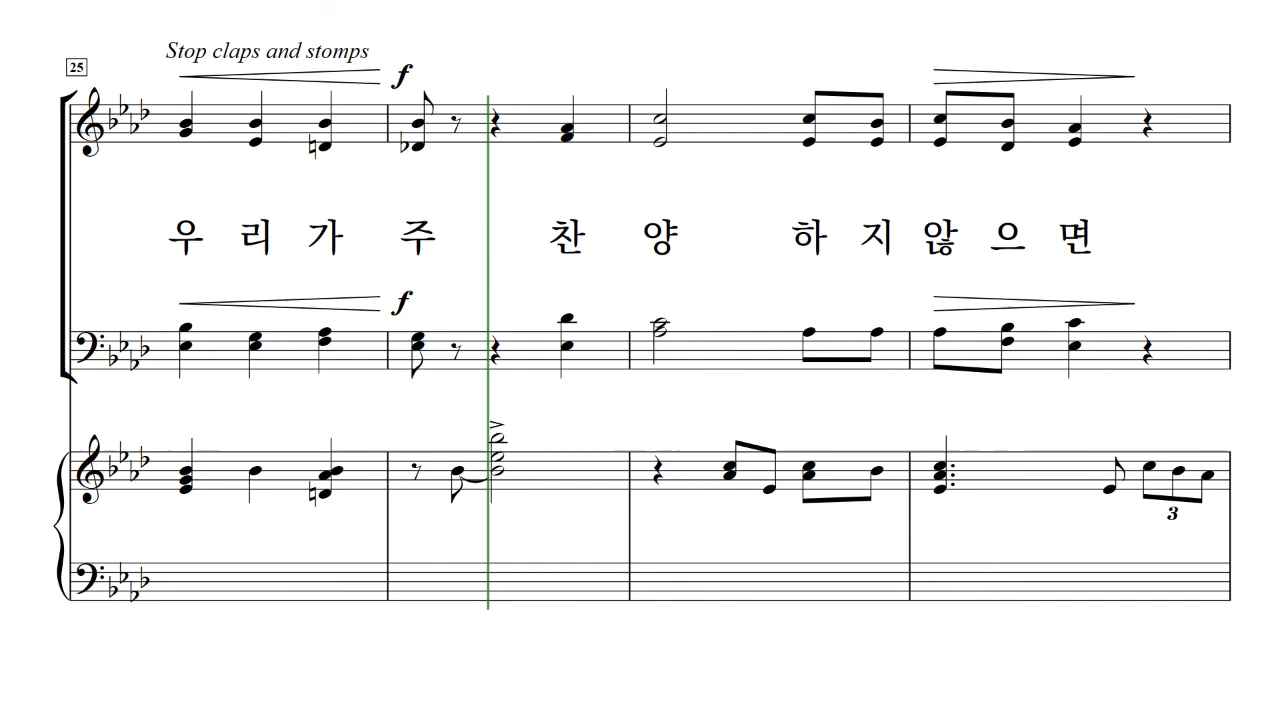 Stop claps and stomps
25
f
우 리 가 주 찬 양 하 지 않 으 면
f
3